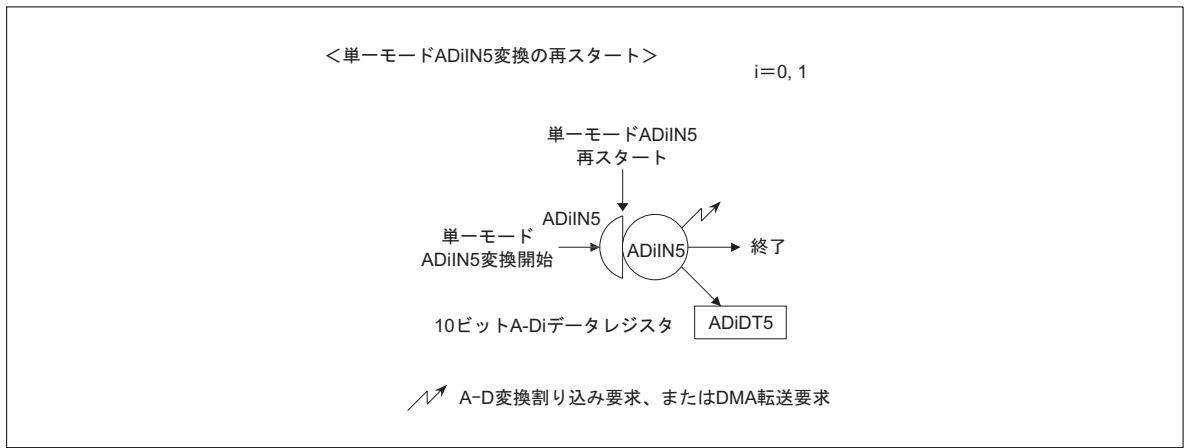 ＜単一モードADiIN5変換の再スタート＞
i＝0, 1
単一モードADiIN5
再スタート
ADiIN5
単一モード
ADiIN5変換開始
ADiIN5
終了
10ビットA-Diデータレジスタ
ADiDT5
A−D変換割り込み要求、またはDMA転送要求